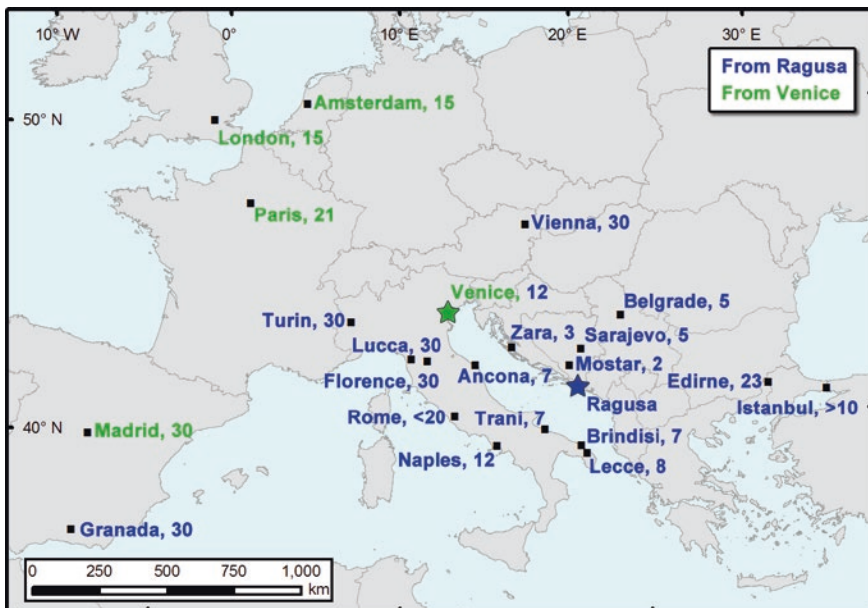 10° W
0°
10° E
20° E
30° E
From Ragusa
From Venice
50° N
Amsterdam, 15
London, 15
Paris, 21
Vienna, 30
Venice, 12
Belgrade, 5
Turin, 30
Zara, 3
Sarajevo, 5
Lucca, 30
Mostar, 2
Florence, 30
Ancona, 7
Edirne, 23
Ragusa
Istanbul, >10
40° N
Rome, <20
Trani, 7
Madrid, 30
Brindisi, 7
Naples, 12
Lecce, 8
Granada, 30
0 250 500 750 1,000
km